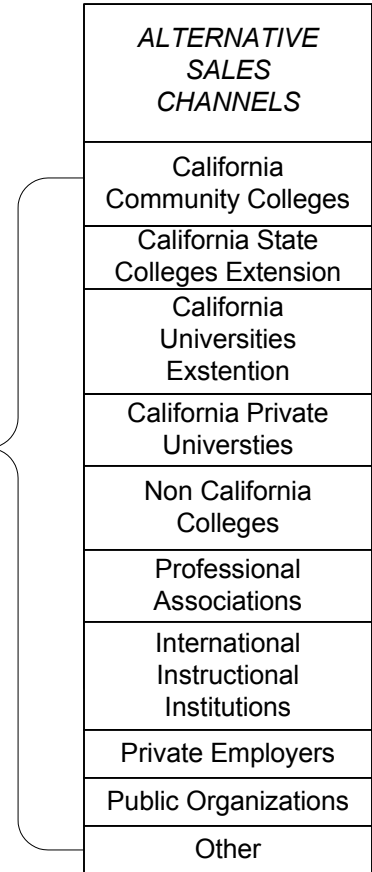 ALTERNATIVE
SALES
CHANNELS
California
Community Colleges
California State
Colleges Extension
California
Universities
Exstention
California Private
Universties
Non California
Colleges
Professional
Associations
International
Instructional
Institutions
Private Employers
Public Organizations
Other